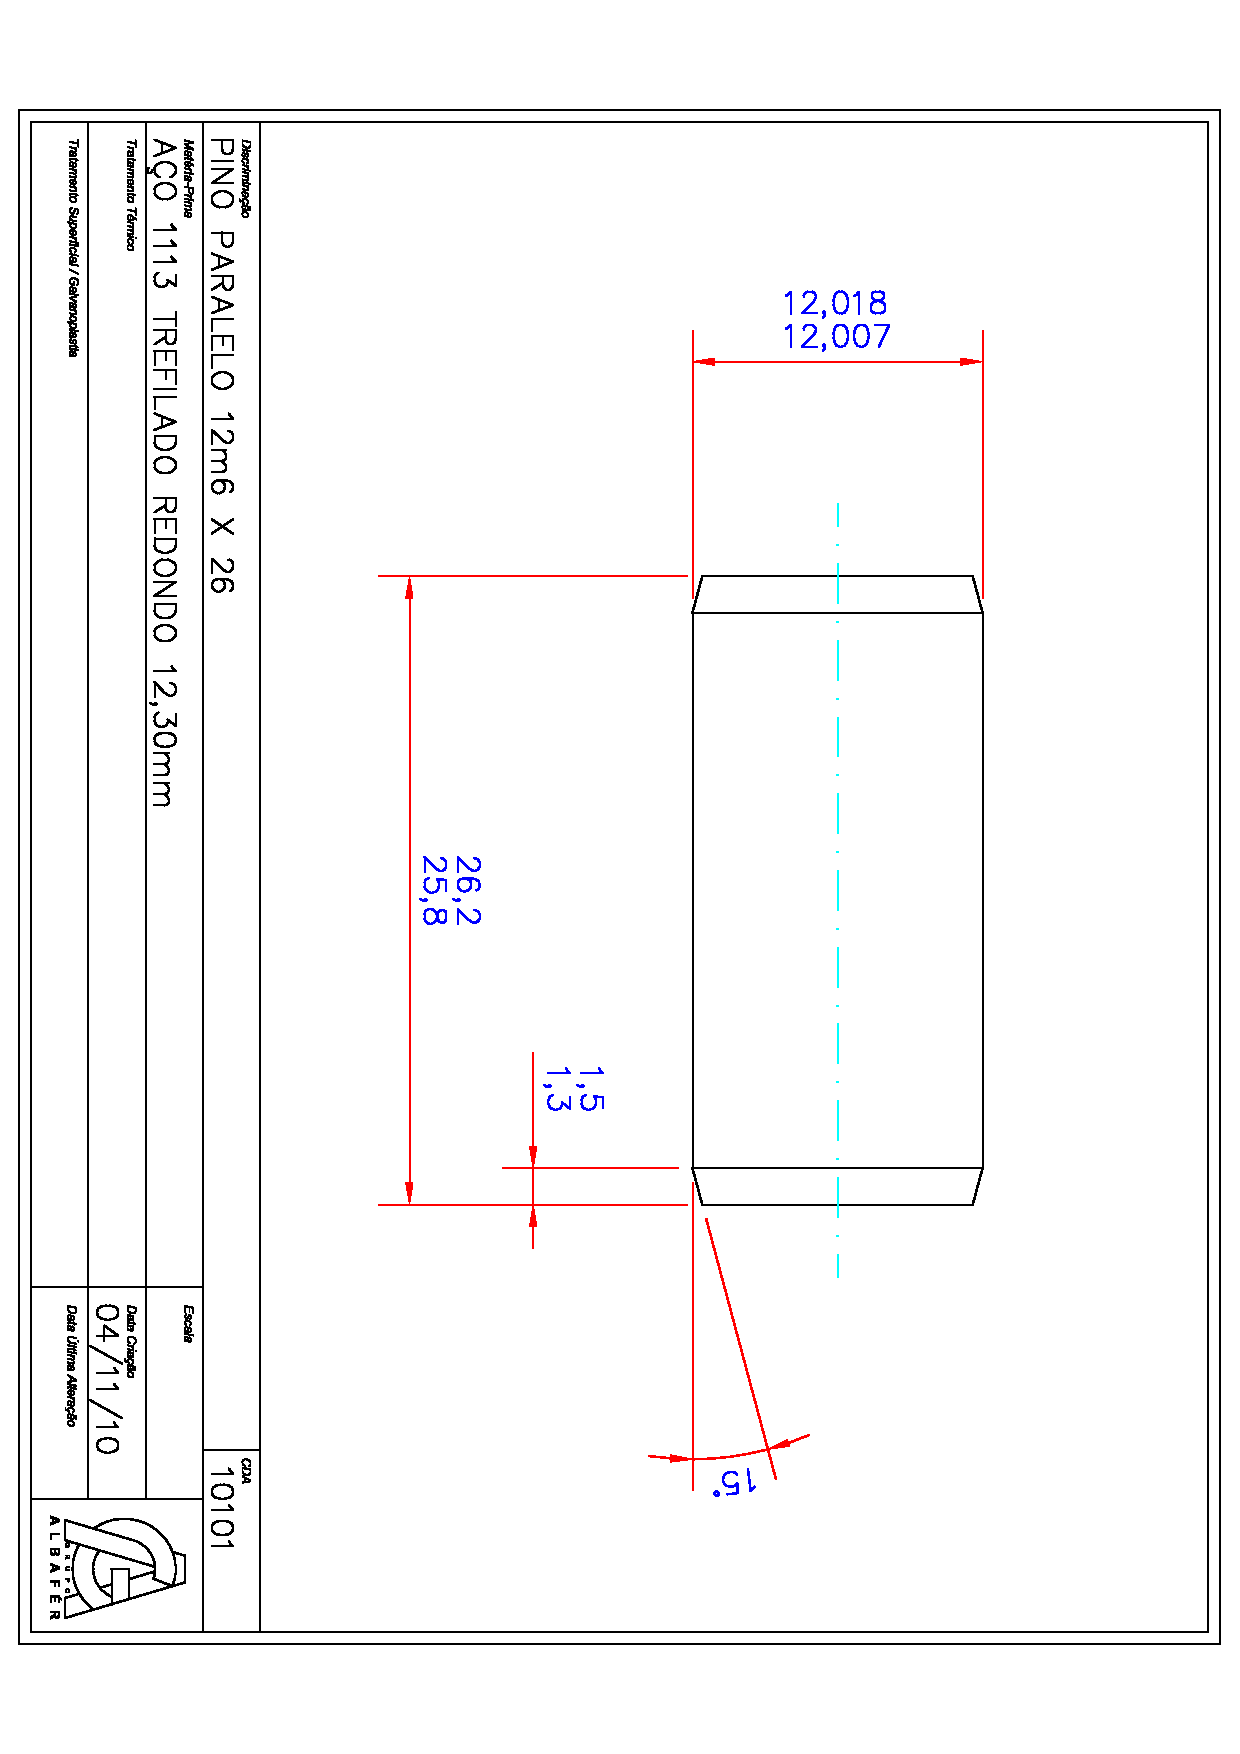 12,018
12,007
26,2
25,8
1,5
1,3
15°
Discriminação
PINO PARALELO 12m6 X 26
CDA
10101
Matéria-Prima
AÇO 1113 TREFILADO REDONDO 12,30mm
Escala
Tratamento Térmico
Data Criação
04/11/10
Tratamento Superficial / Galvanoplastia
Data Última Alteração
GRUPO
ALBAFÉR